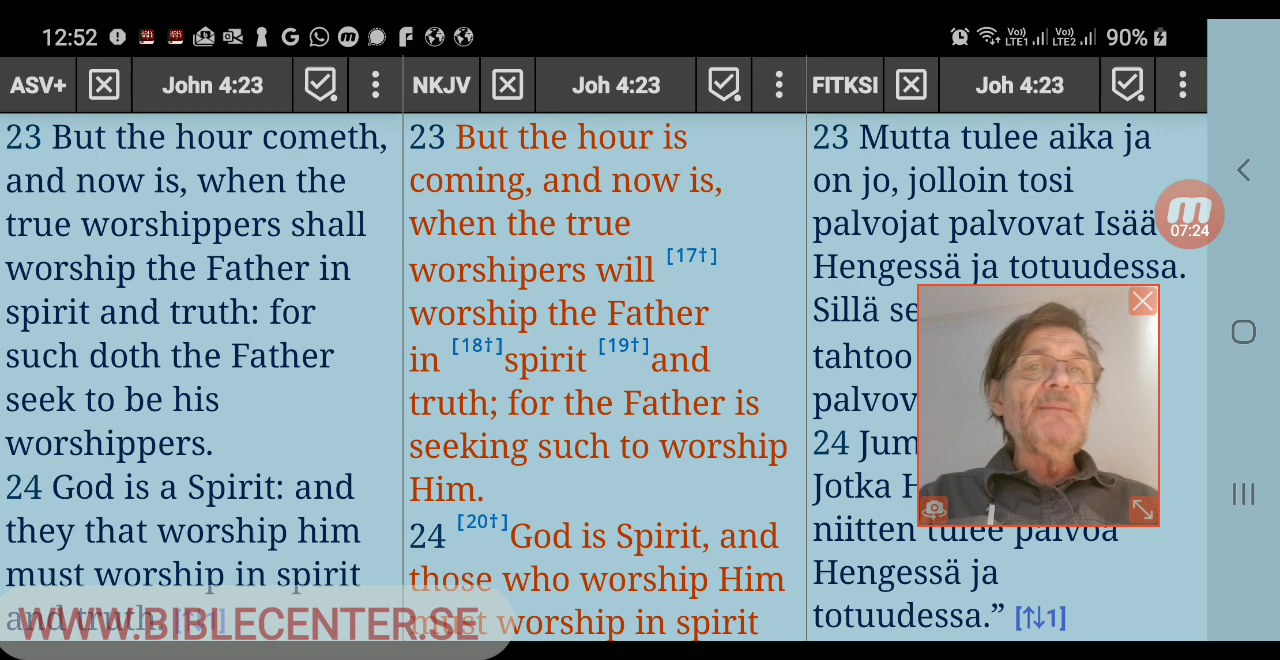 12:52
Vo) LTE1 Vo) LTE2 90%
ASV+ John 4:23
NKJV Joh 4:23
FITKSI Joh 4:23
23 But the hour cometh,
and now is, when the
true worshippers shall
worship the Father in
spirit and truth: for
such doth the Father
seek to be his
worshippers.
24 God is a Spirit: and
they that worship him
must worship in spirit
and truth.
23 But the hour is
coming, and now is,
when the true
worshipers will [17†]
worship the Father
in [18†]spirit [19†]and
truth; for the Father is
seeking such to worship
Him.
24 [20†]God is Spirit, and
those who worship Him
must worship in spirit
23 Mutta tulee aika ja
on jo, jolloin tosi
palvojat palvovat Isää
Hengessä ja totuudessa.
Sillä se
tahtoo
palvov
24 Jum
Jotka H
niitten tulee palvoa
Hengessä ja
totuudessa.” [⇅1]
07:24
WWW.BIBLECENTER.SE